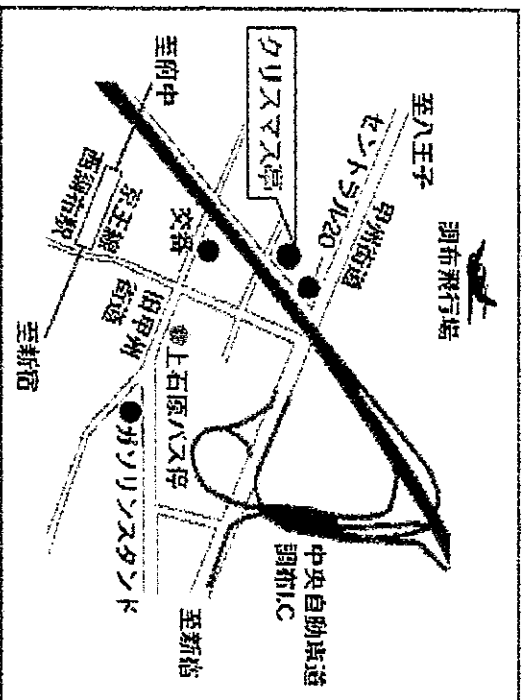 調布飛行場
至八王子
甲州街道
セントラル20
クリスマス亭
至府中
西調布駅
京王線
交番
旧甲州
街道
至新宿
上石原バス停
ガソリンスタンド
中央自動車道
調布I.C
至新宿